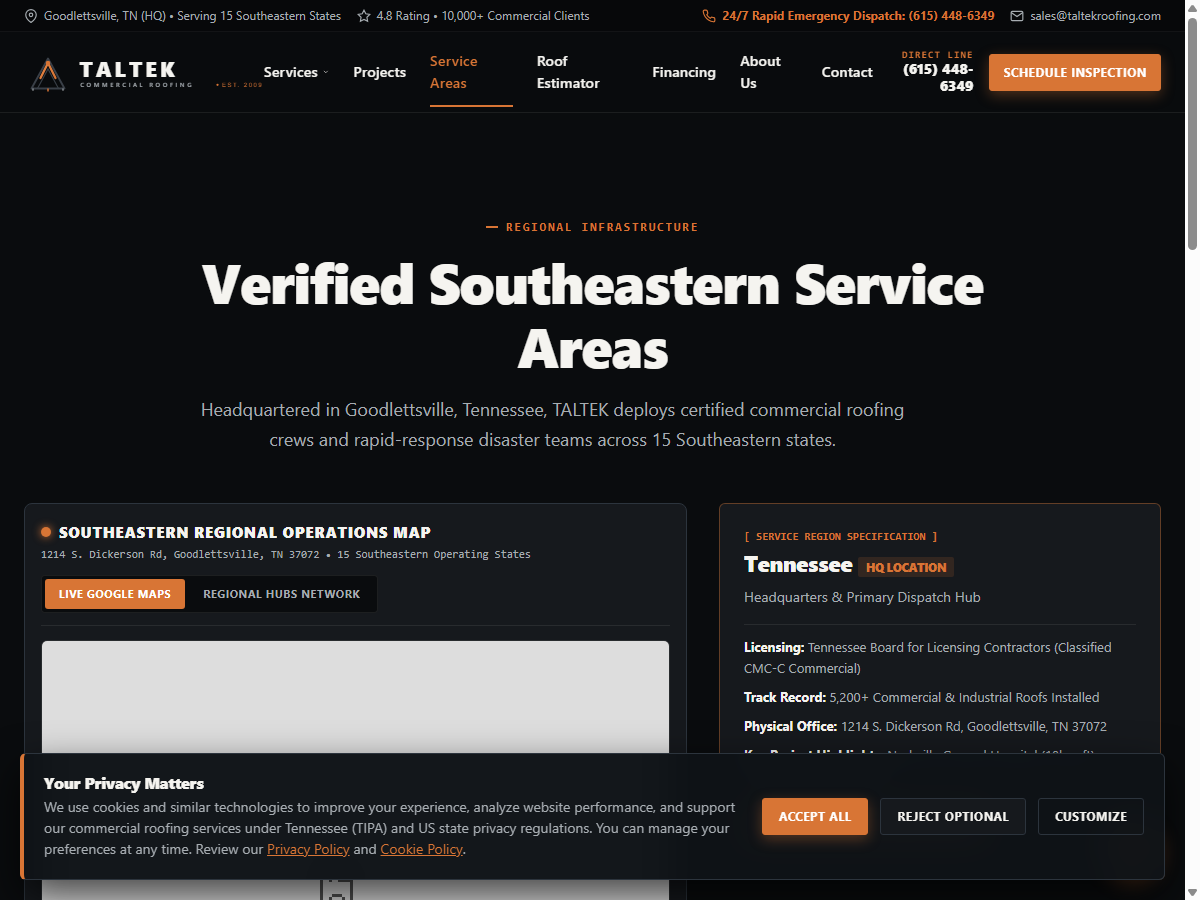 Goodlettsville, TN (HQ) • Serving 15 Southeastern States
4.8 Rating • 10,000+ Commercial Clients
24/7 Rapid Emergency Dispatch: (615) 448-6349
sales@taltekroofing.com
TALTEK
COMMERCIAL ROOFING
• EST. 2009
Services
Projects
Service
Areas
Roof
Estimator
Financing
About
Us
Contact
DIRECT LINE
(615) 448-
6349
SCHEDULE INSPECTION
REGIONAL INFRASTRUCTURE
Verified Southeastern Service
Areas
Headquartered in Goodlettsville, Tennessee, TALTEK deploys certified commercial roofing
crews and rapid-response disaster teams across 15 Southeastern states.
SOUTHEASTERN REGIONAL OPERATIONS MAP
1214 S. Dickerson Rd, Goodlettsville, TN 37072 • 15 Southeastern Operating States
LIVE GOOGLE MAPS
REGIONAL HUBS NETWORK
[ SERVICE REGION SPECIFICATION ]
Tennessee HQ LOCATION
Headquarters & Primary Dispatch Hub
Licensing: Tennessee Board for Licensing Contractors (Classified
CMC-C Commercial)
Track Record: 5,200+ Commercial & Industrial Roofs Installed
Physical Office: 1214 S. Dickerson Rd, Goodlettsville, TN 37072
Your Privacy Matters
We use cookies and similar technologies to improve your experience, analyze website performance, and support
our commercial roofing services under Tennessee (TIPA) and US state privacy regulations. You can manage your
preferences at any time. Review our Privacy Policy and Cookie Policy.
ACCEPT ALL
REJECT OPTIONAL
CUSTOMIZE